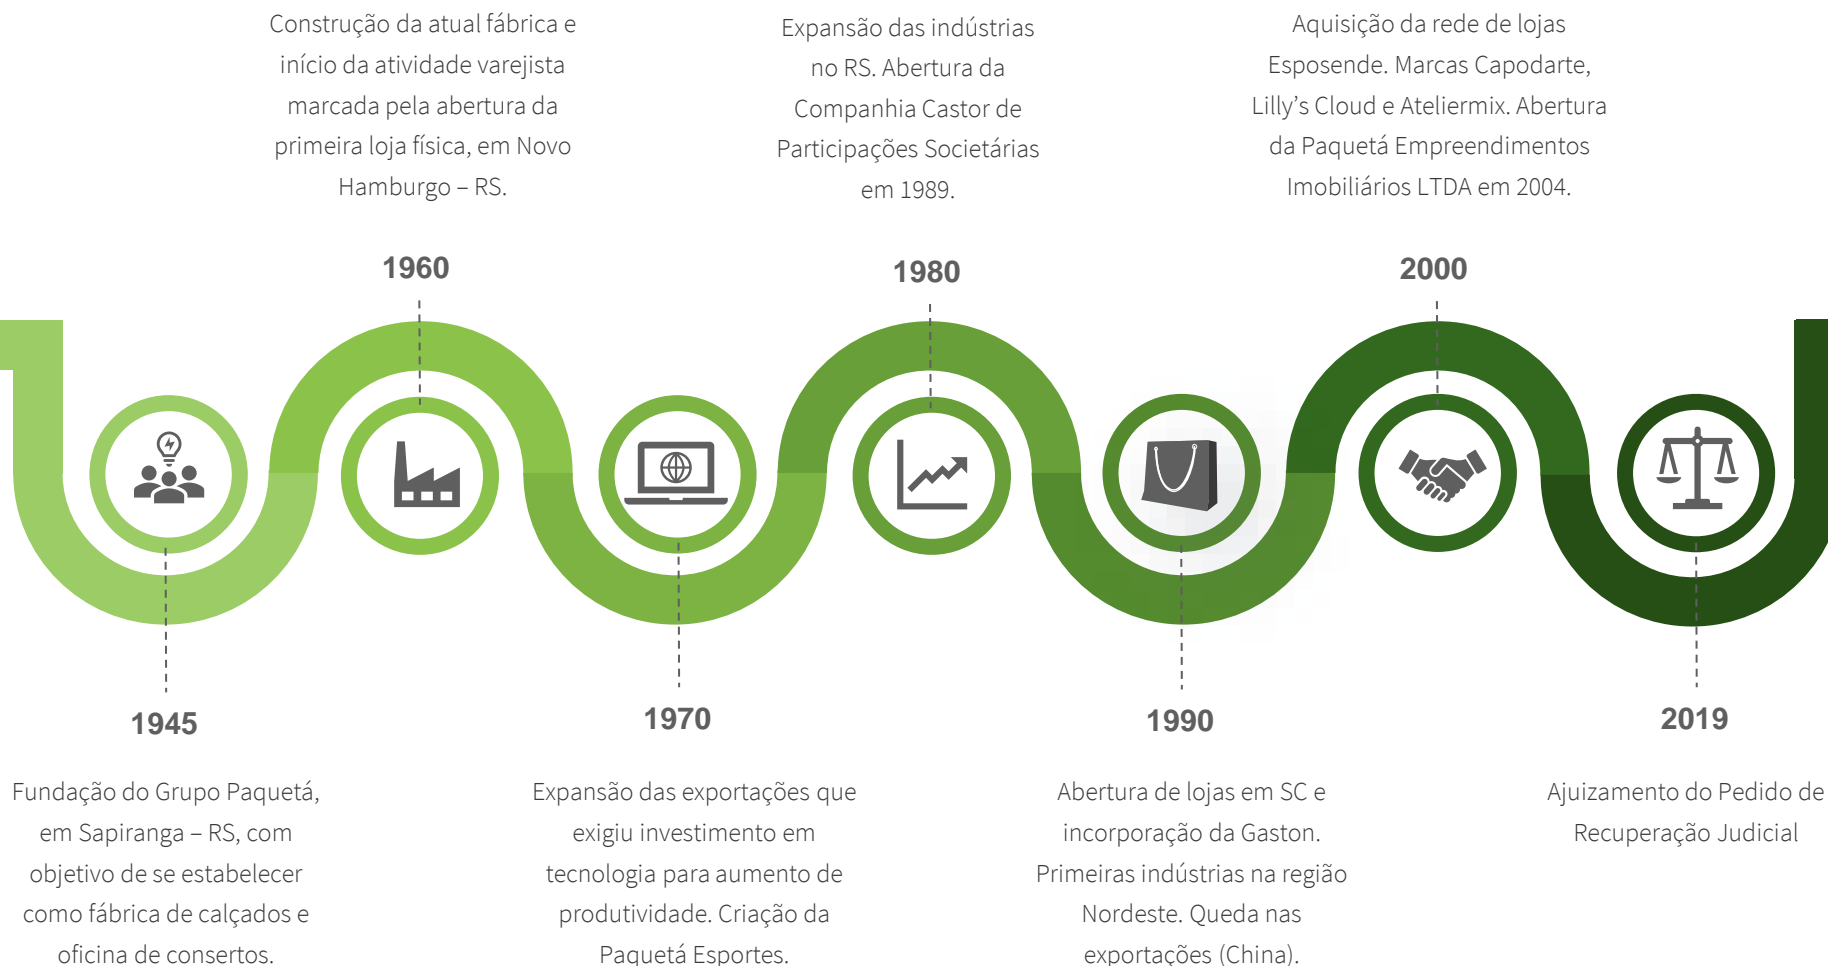 Construção da atual fábrica e
início da atividade varejista
marcada pela abertura da
primeira loja física, em Novo
Hamburgo – RS.
1960
Expansão das indústrias
no RS. Abertura da
Companhia Castor de
Participações Societárias
em 1989.
1980
Aquisição da rede de lojas
Esposende. Marcas Capodarte,
Lilly’s Cloud e Ateliermix. Abertura
da Paquetá Empreendimentos
Imobiliários LTDA em 2004.
2000
1945
Fundação do Grupo Paquetá,
em Sapiranga – RS, com
objetivo de se estabelecer
como fábrica de calçados e
oficina de consertos.
1970
Expansão das exportações que
exigiu investimento em
tecnologia para aumento de
produtividade. Criação da
Paquetá Esportes.
1990
Abertura de lojas em SC e
incorporação da Gaston.
Primeiras indústrias na região
Nordeste. Queda nas
exportações (China).
2019
Ajuizamento do Pedido de
Recuperação Judicial